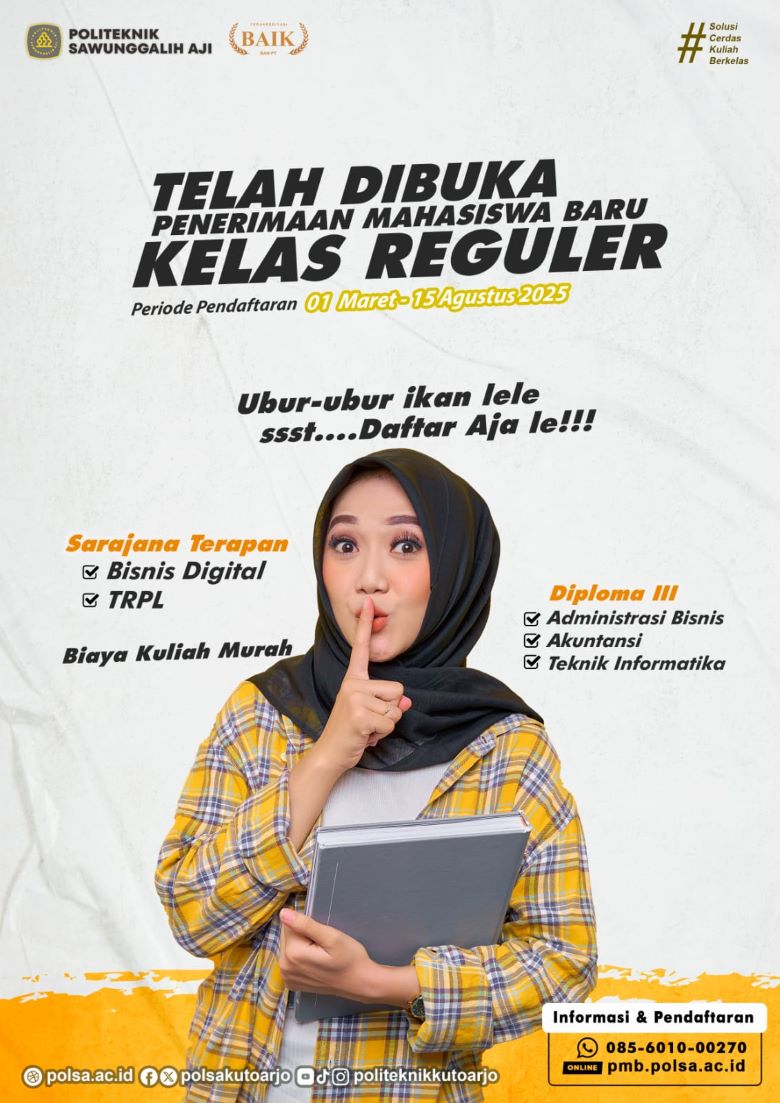 POLITEKNIK
SAWUNGGALIH AJI
TERAKREDITASI
BAIK
BAN-PT
#
Solusi
Cerdas
Kuliah
Berkelas
TELAH DIBUKA
PENERIMAAN MAHASISWA BARU
KELAS REGULER
Periode Pendaftaran 01 Maret - 15 Agustus 2025
Ubur-ubur ikan lele
ssst....Daftar Aja le!!!
Sarajana Terapan
Bisnis Digital
TRPL
Biaya Kuliah Murah
Diploma III
Administrasi Bisnis
Akuntansi
Teknik Informatika
Informasi & Pendaftaran
085-6010-00270
ONLINE pmb.polsa.ac.id
polsa.ac.id polsakutoarjo politeknikkutoarjo